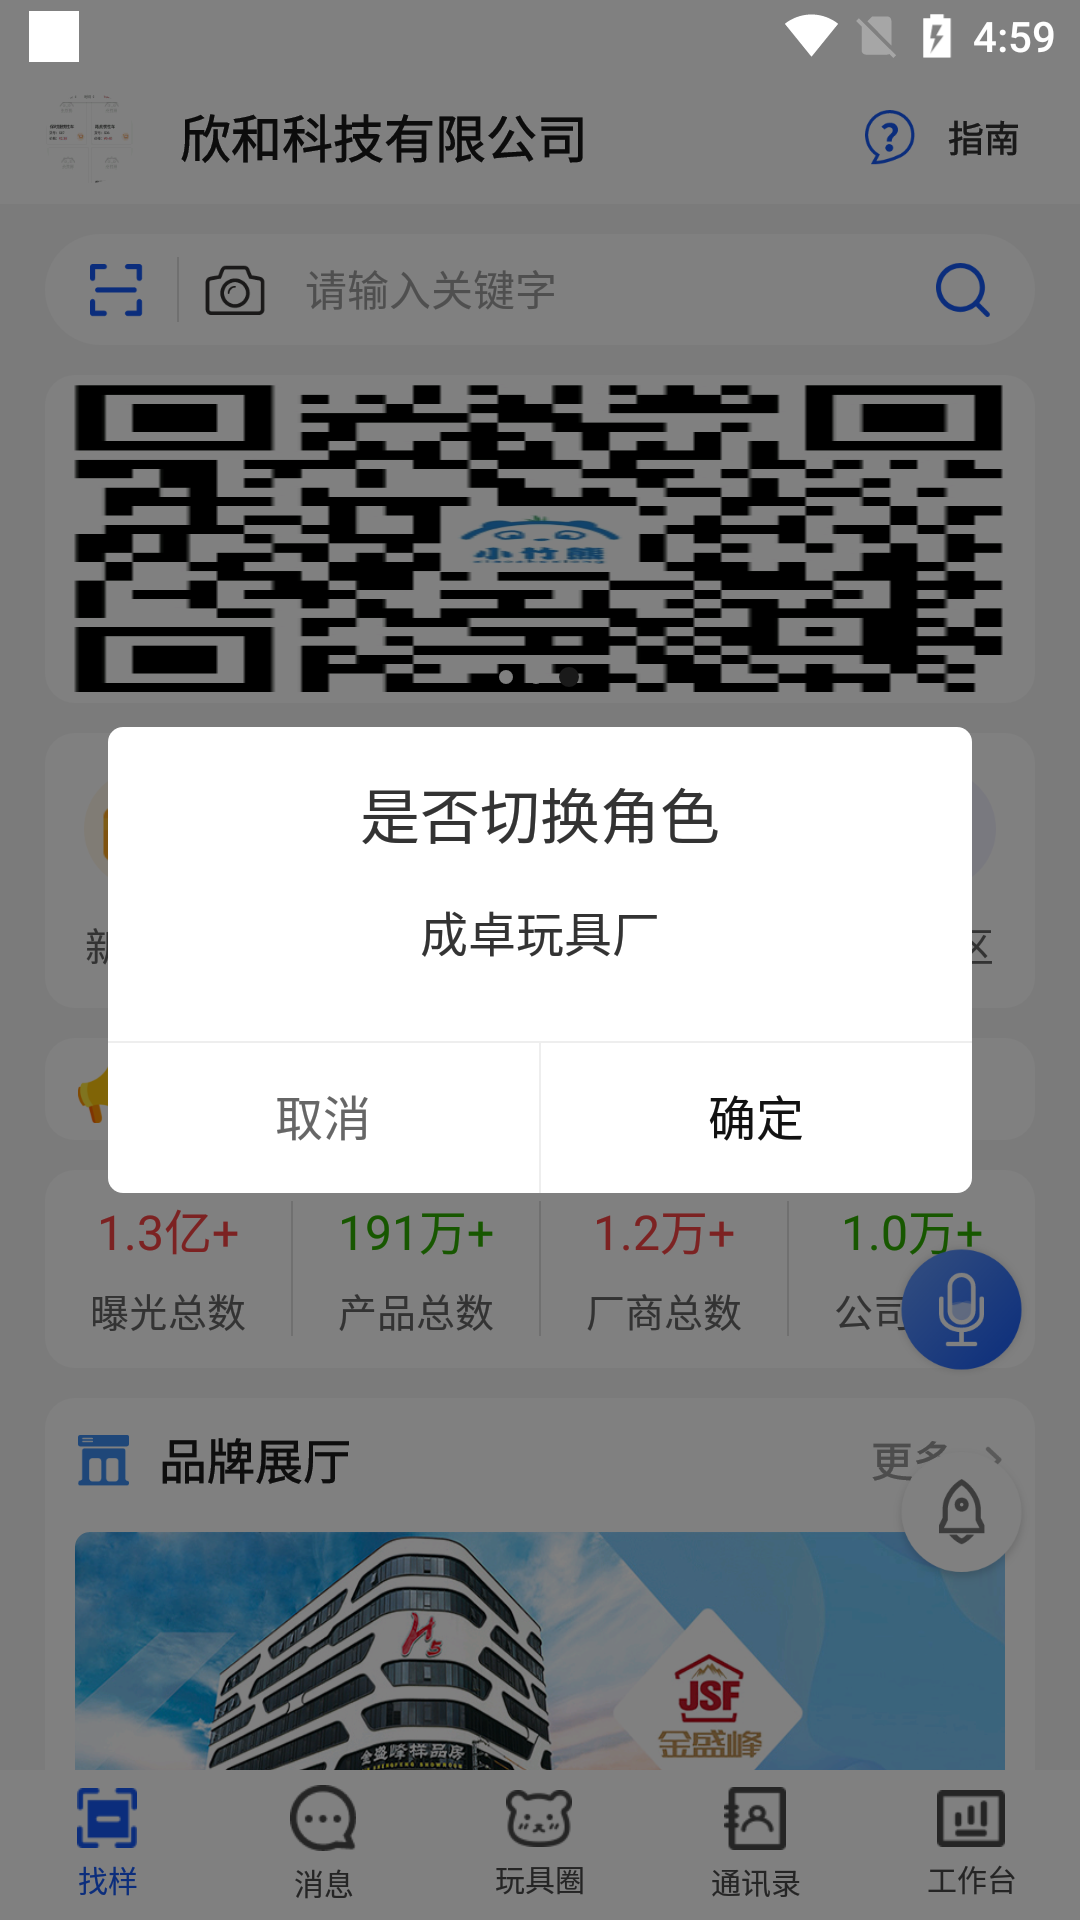 4:59
欣和科技有限公司
指南
请输入关键字
小竹熊
xiaozhuxiong
是否切换角色
成卓玩具厂
新
区
取消
确定
1.3亿+
191万+
1.2万+
1.0万+
曝光总数
产品总数
厂商总数
公司
品牌展厅
更多
H5
金盛峰样品房
JSF
金盛峰
找样
消息
玩具圈
通讯录
工作台